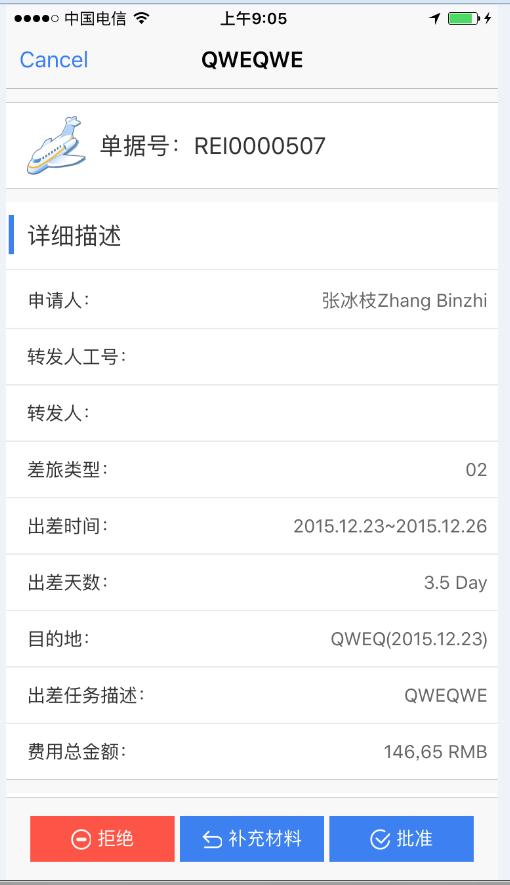 中国电信 上午9:05
Cancel QWEQWE
单据号：REI0000507
详细描述
申请人： 张冰枝Zhang Binzhi
转发人工号：
转发人：
差旅类型： 02
出差时间： 2015.12.23~2015.12.26
出差天数： 3.5 Day
目的地： QWEQ(2015.12.23)
出差任务描述： QWEQWE
费用总金额： 146,65 RMB
拒绝 补充材料 批准